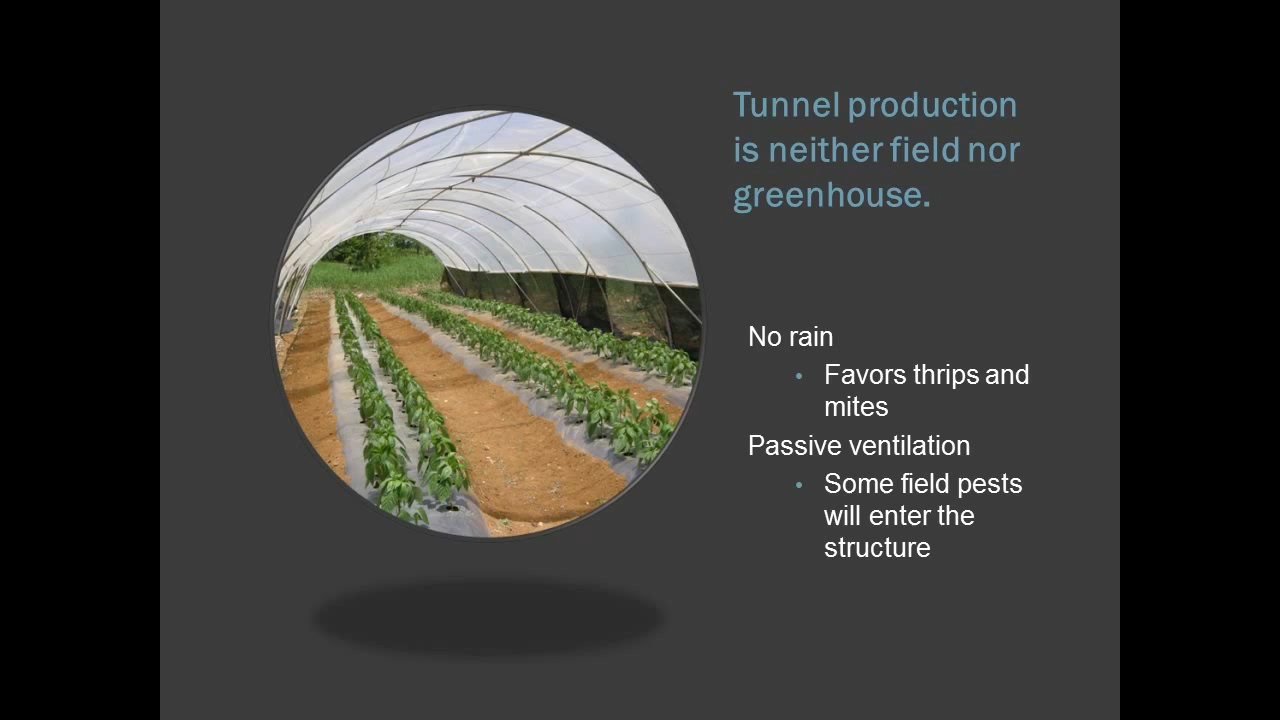 Tunnel production
is neither field nor
greenhouse.
No rain
• Favors thrips and
mites
Passive ventilation
• Some field pests
will enter the
structure